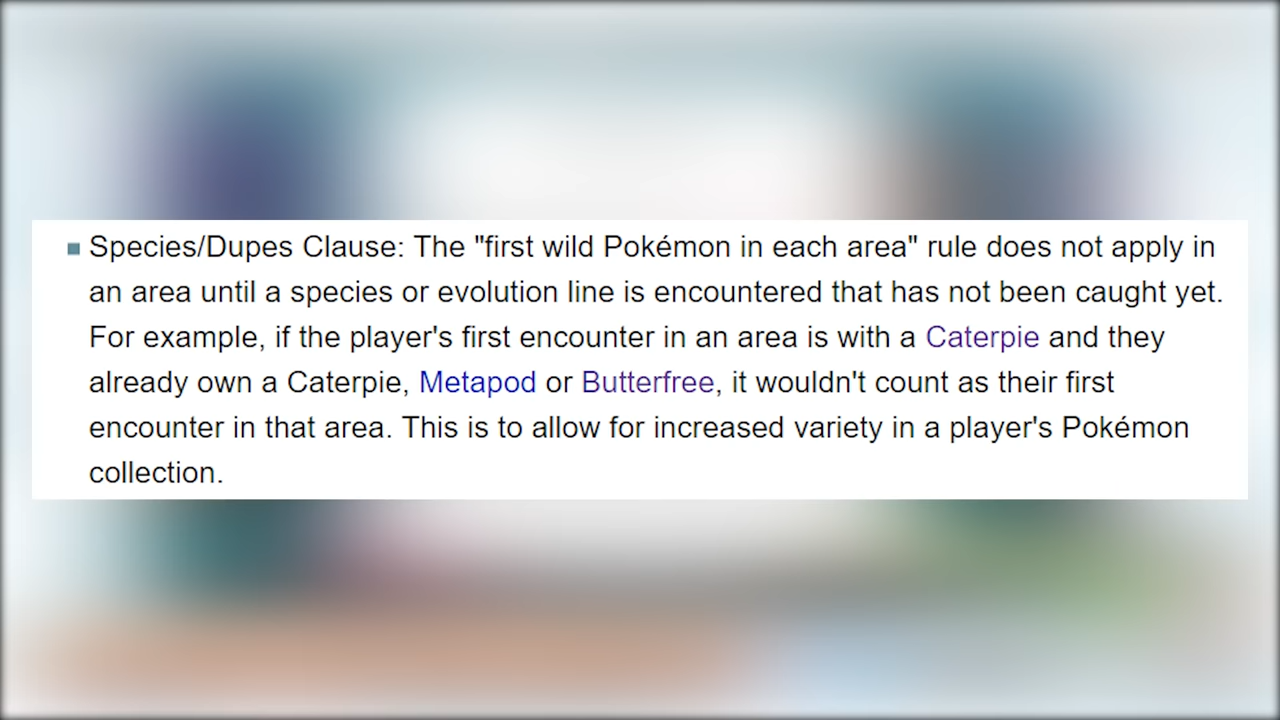 Species/Dupes Clause: The "first wild Pokémon in each area" rule does not apply in
an area until a species or evolution line is encountered that has not been caught yet.
For example, if the player's first encounter in an area is with a Caterpie and they
already own a Caterpie, Metapod or Butterfree, it wouldn't count as their first
encounter in that area. This is to allow for increased variety in a player's Pokémon
collection.